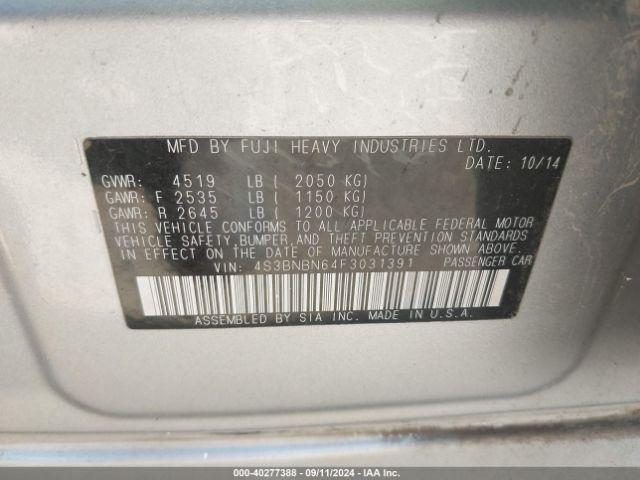 MFD BY FUJI HEAVY INDUSTRIES LTD.
DATE: 10/14
GVWR: 4519 LB ( 2050 KG)
GAWR: F 2535 LB ( 1150 KG)
GAWR: R 2645 LB ( 1200 KG)
THIS VEHICLE CONFORMS TO ALL APPLICABLE FEDERAL MOTOR
VEHICLE SAFETY, BUMPER, AND THEFT PREVENTION STANDARDS
IN EFFECT ON THE DATE OF MANUFACTURE SHOWN ABOVE.
VIN: 4S3BNBN64F3031391 PASSENGER CAR
ASSEMBLED BY SIA INC. MADE IN U.S.A.
000-40277388 - 09/11/2024 - IAAI.COM